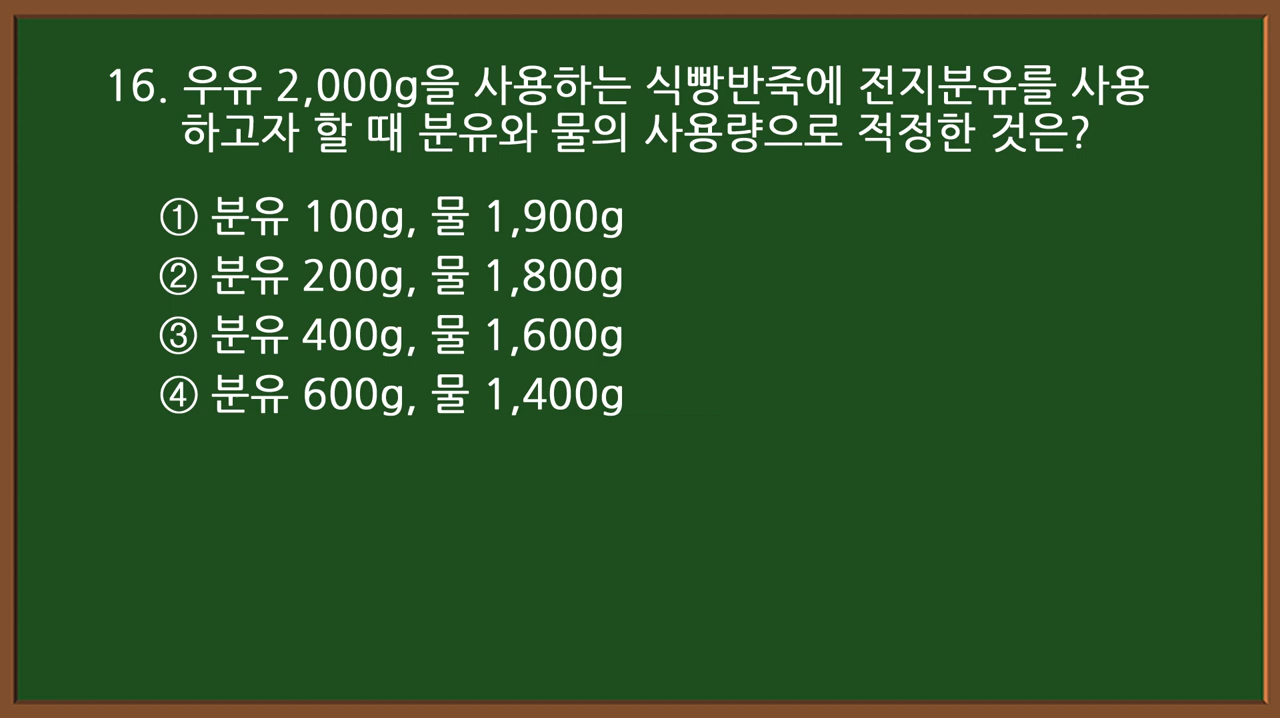 16. 우유 2,000g을 사용하는 식빵반죽에 전지분유를 사용
하고자 할 때 분유와 물의 사용량으로 적정한 것은?
① 분유 100g, 물 1,900g
② 분유 200g, 물 1,800g
③ 분유 400g, 물 1,600g
④ 분유 600g, 물 1,400g